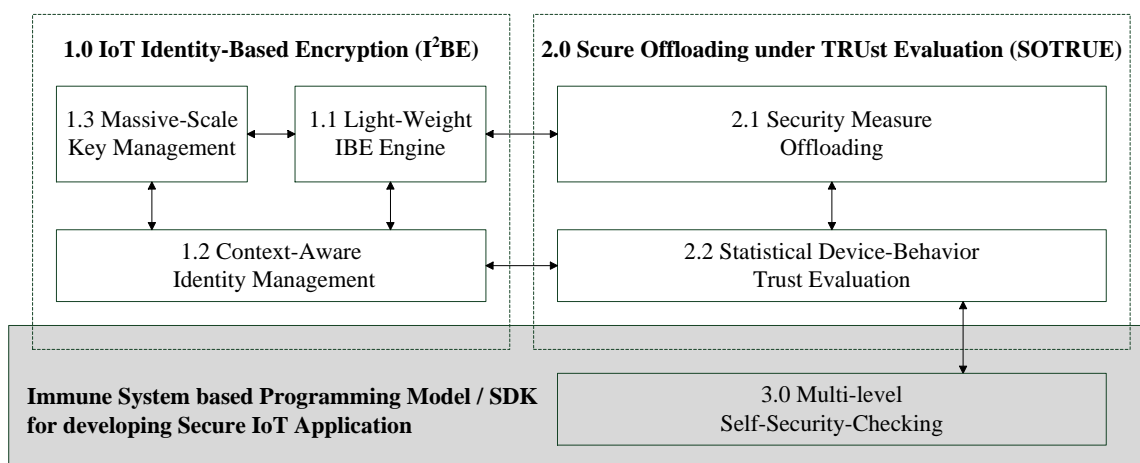 1.0 IoT Identity-Based Encryption (I²BE)
2.0 Scure Offloading under TRUst Evaluation (SOTRUE)
1.3 Massive-Scale
Key Management
1.1 Light-Weight
IBE Engine
2.1 Security Measure
Offloading
1.2 Context-Aware
Identity Management
2.2 Statistical Device-Behavior
Trust Evaluation
Immune System based Programming Model / SDK
for developing Secure IoT Application
3.0 Multi-level
Self-Security-Checking